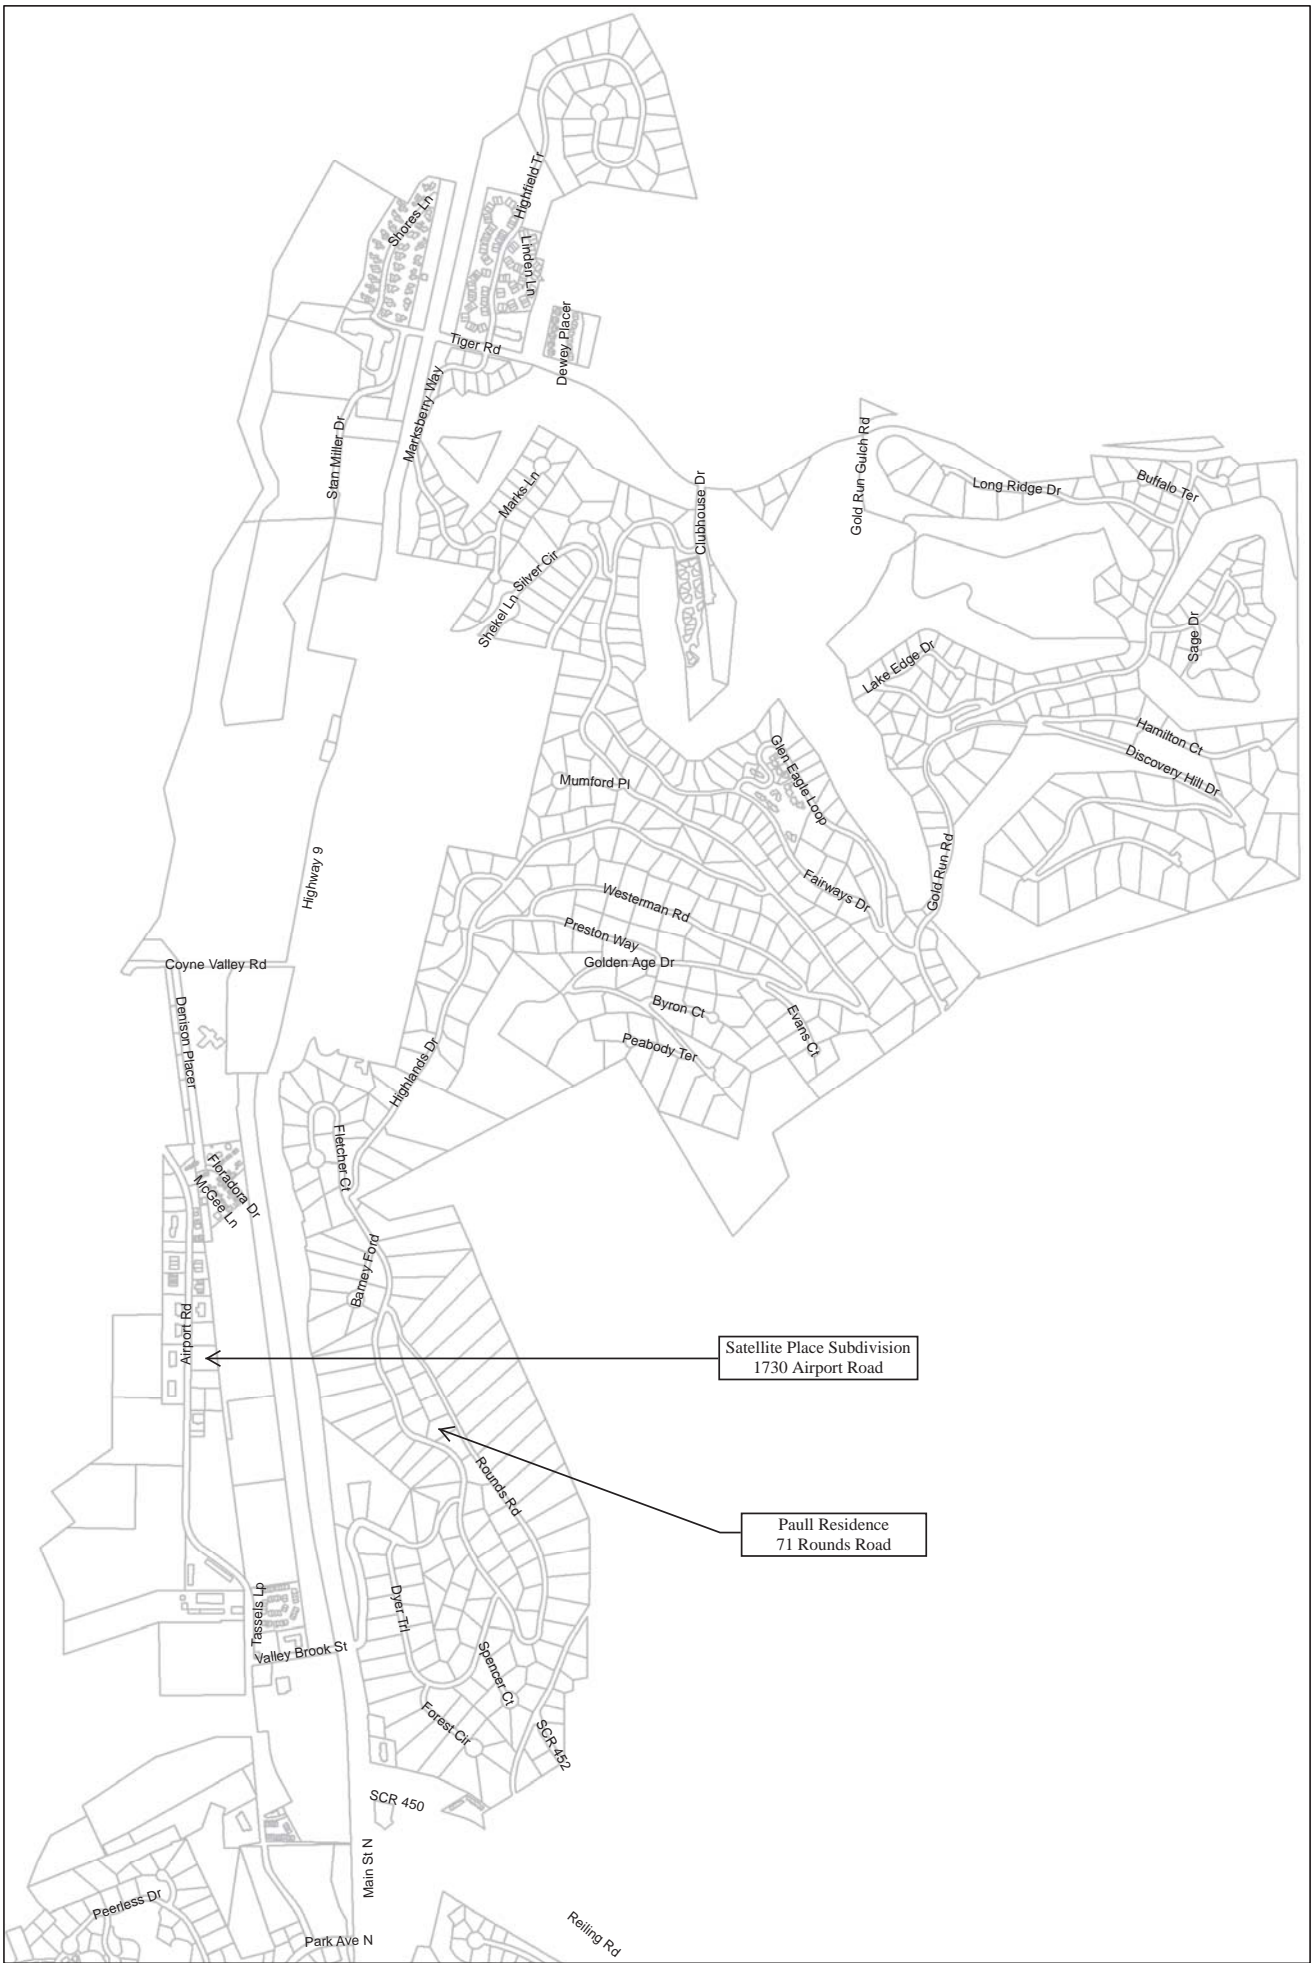 Highfield Tr
Shores Ln
Linden Ln
Tiger Rd
Dewey Placer
Marksberry Way
Stan Miller Dr
Marks Ln
Clubhouse Dr
Gold Run Gulch Rd
Long Ridge Dr
Buffalo Ter
Silver Cir
Shekel Ln
Sage Dr
Lake Edge Dr
Hamilton Ct
Discovery Hill Dr
Glen Eagle Loop
Mumford Pl
Highway 9
Gold Run Rd
Fairways Dr
Westerman Rd
Preston Way
Golden Age Dr
Coyne Valley Rd
Byron Ct
Evans Ct
Denison Placer
Peabody Ter
Highlands Dr
Fletcher Ct
Floradora Dr
McGee Ln
Barney Ford
Airport Rd
Satellite Place Subdivision
1730 Airport Road
Rounds Rd
Paull Residence
71 Rounds Road
Dyer Trl
Tassels Lp
Valley Brook St
Spencer Ct
Forest Cir
SCR 452
SCR 450
Main St N
Peerless Dr
Park Ave N
Reiling Rd